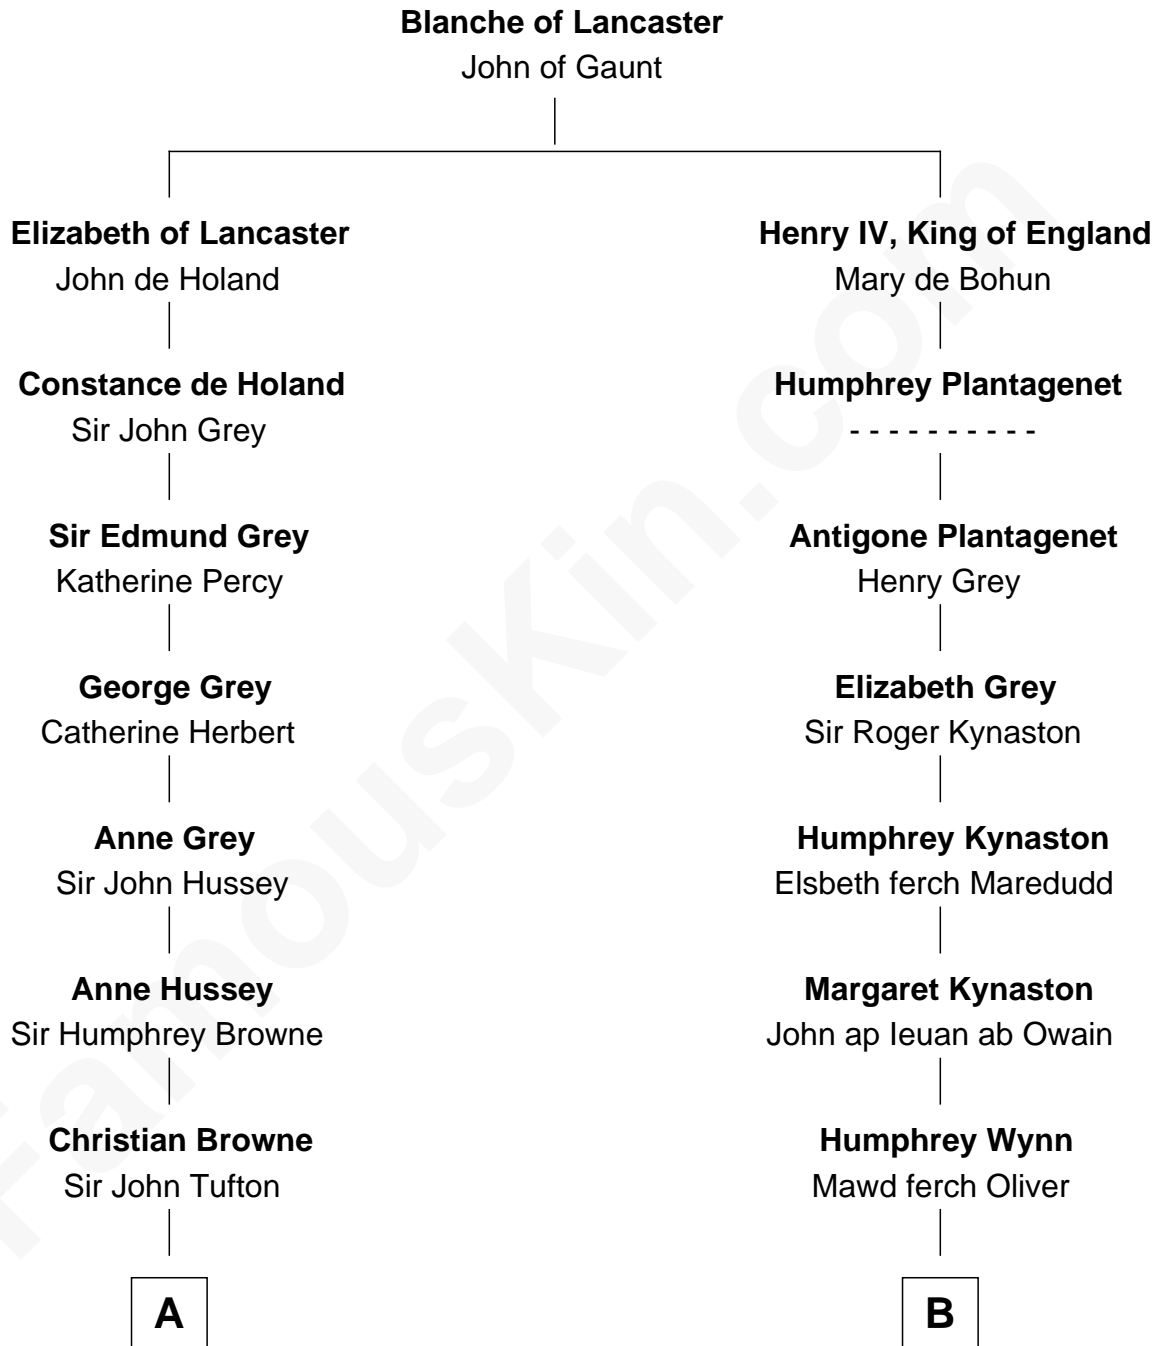 Blanche of Lancaster
John of Gaunt
Elizabeth of Lancaster
John de Holand
Henry IV, King of England
Mary de Bohun
Constance de Holand
Sir John Grey
Humphrey Plantagenet
- - - - - - - - - -
Sir Edmund Grey
Katherine Percy
Antigone Plantagenet
Henry Grey
George Grey
Catherine Herbert
Elizabeth Grey
Sir Roger Kynaston
Anne Grey
Sir John Hussey
Humphrey Kynaston
Elsbeth ferch Maredudd
Anne Hussey
Sir Humphrey Browne
Margaret Kynaston
John ap Ieuan ab Owain
Christian Browne
Sir John Tufton
Humphrey Wynn
Mawd ferch Oliver
A
B
FamousKin.com